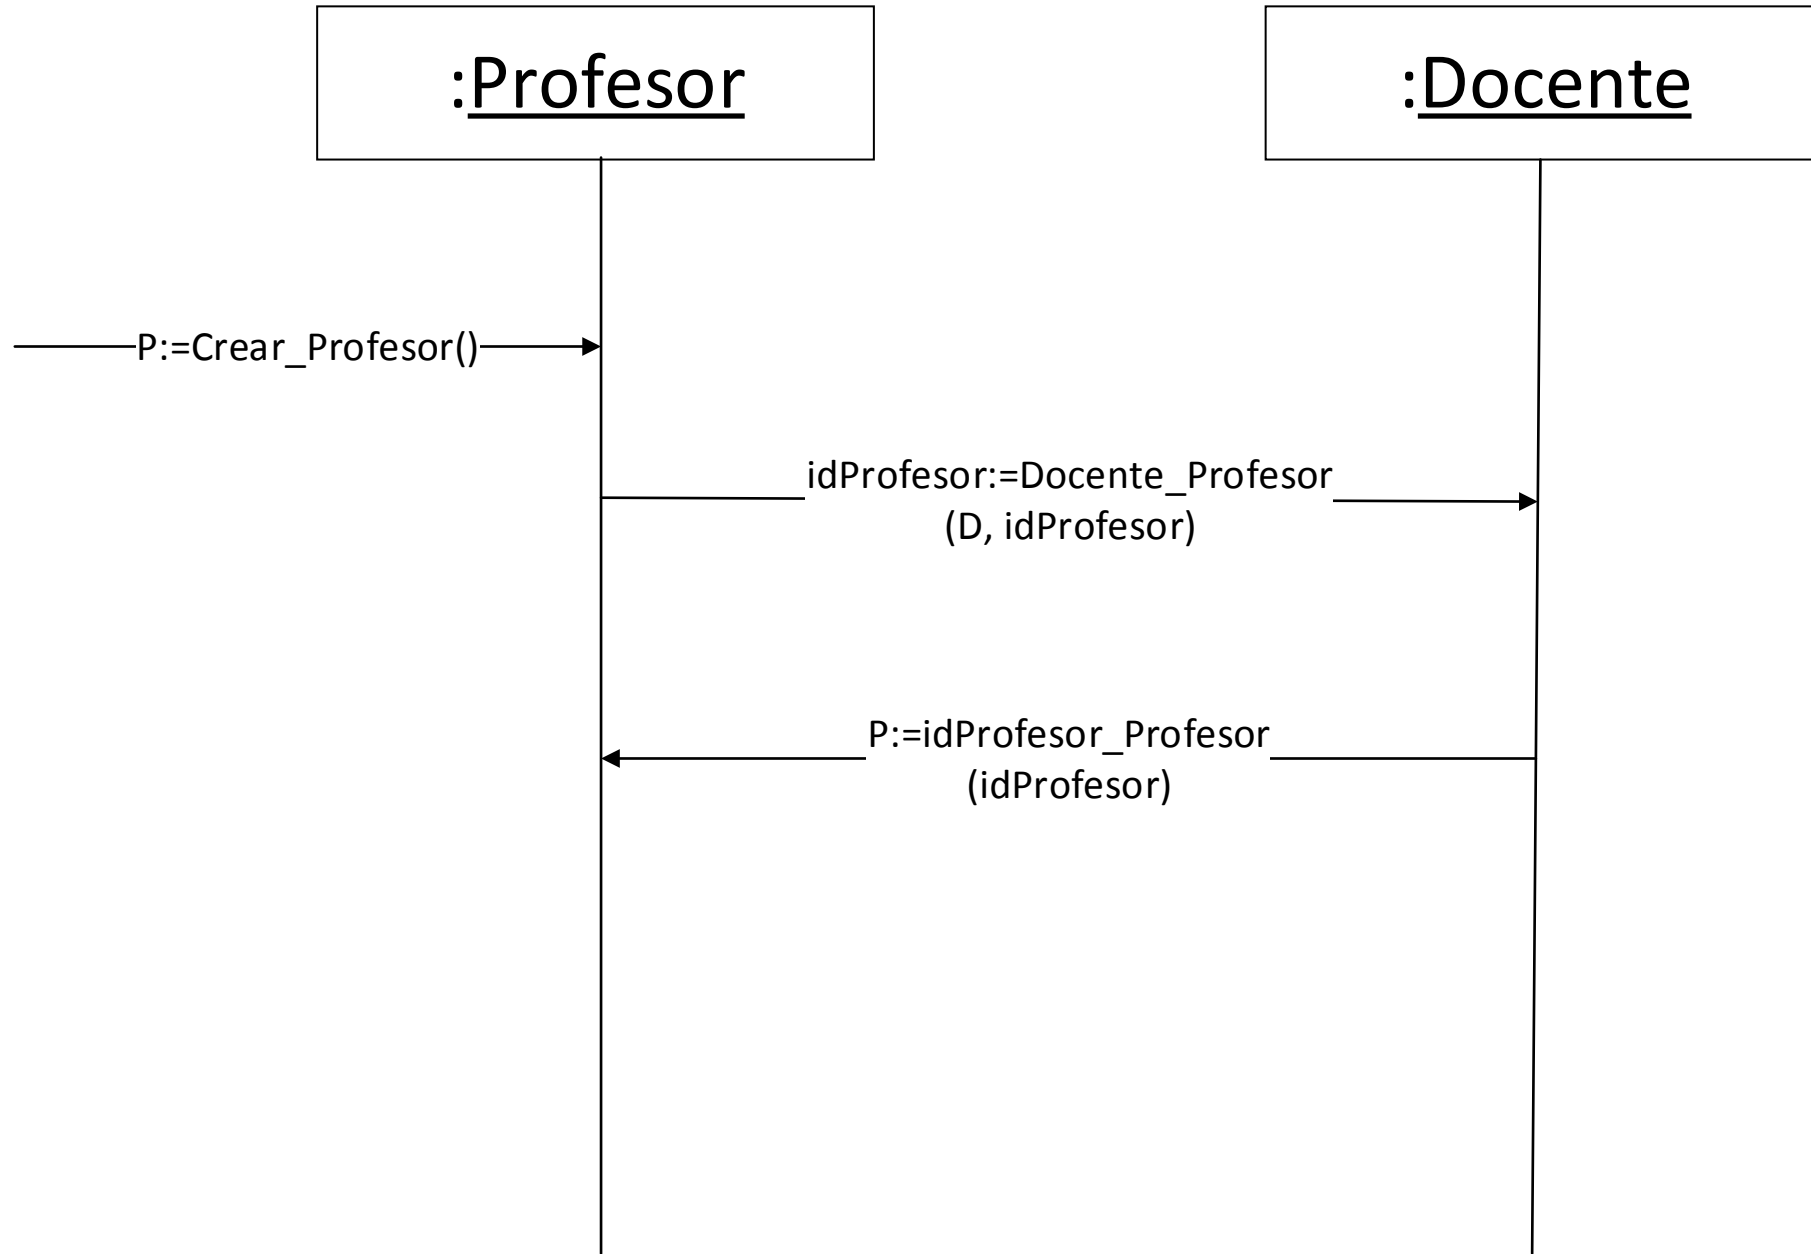 :Profesor
:Docente
P:=Crear_Profesor()
idProfesor:=Docente_Profesor
(D, idProfesor)
P:=idProfesor_Profesor
(idProfesor)